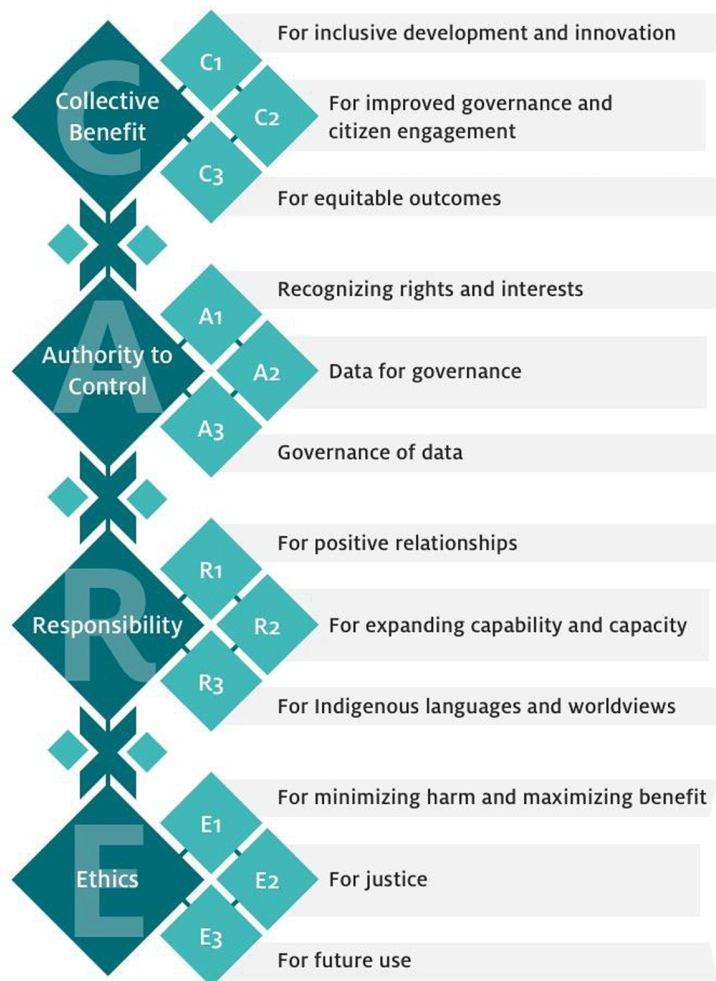 C
Collective
Benefit
C1
For inclusive development and innovation
C2
For improved governance and
citizen engagement
C3
For equitable outcomes
A
Authority to
Control
A1
Recognizing rights and interests
A2
Data for governance
A3
Governance of data
R
Responsibility
R1
For positive relationships
R2
For expanding capability and capacity
R3
For Indigenous languages and worldviews
E
Ethics
E1
For minimizing harm and maximizing benefit
E2
For justice
E3
For future use